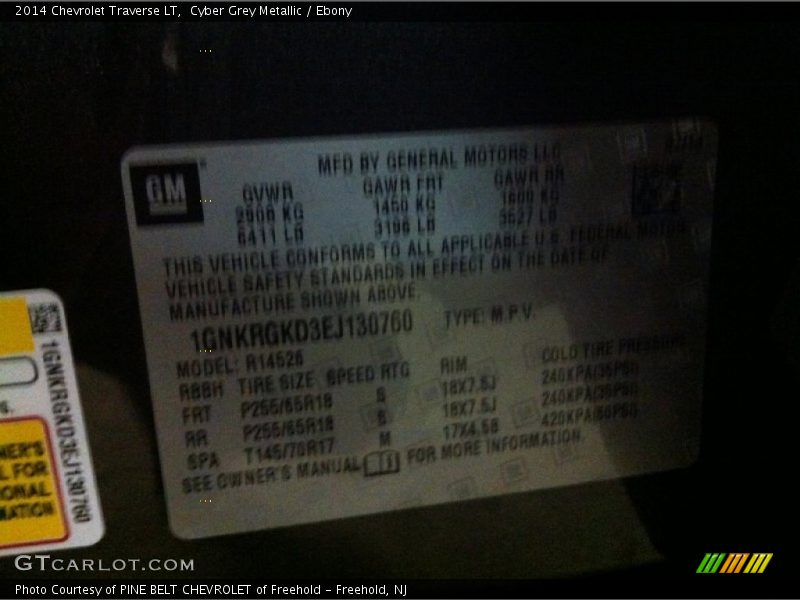 2014 Chevrolet Traverse LT,  Cyber Grey Metallic / Ebony
GM
MFD BY GENERAL MOTORS LLC
GVWR GAWR FRT GAWR RR
2908 KG 1450 KG 1600 KG
6411 LB 3196 LB 3527 LB
THIS VEHICLE CONFORMS TO ALL APPLICABLE U.S. FEDERAL MOTOR
VEHICLE SAFETY STANDARDS IN EFFECT ON THE DATE OF
MANUFACTURE SHOWN ABOVE.
1GNKRGKD3EJ130760 TYPE: M.P.V.
MODEL: R14526
RBBH TIRE SIZE SPEED RTG RIM COLD TIRE PRESSURE
FRT P255/65R18 S 18X7.5J 240KPA(35PSI)
RR P255/65R18 S 18X7.5J 240KPA(35PSI)
SPA T145/70R17 M 17X4.5B 420KPA(60PSI)
SEE OWNER'S MANUAL FOR MORE INFORMATION.
1GNKRGKD3EJ130760
NER'S
L FOR
IONAL
MATION
GTCARLOT.COM
Photo Courtesy of PINE BELT CHEVROLET of Freehold - Freehold, NJ